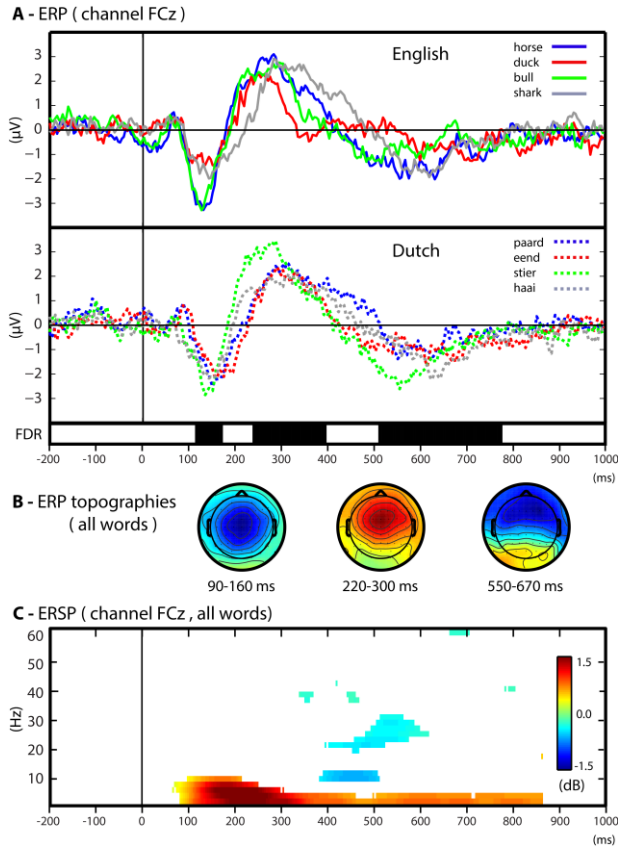 A - ERP ( channel FCz )
English
horse
duck
bull
shark
(µV)
3
2
1
0
-1
-2
-3
Dutch
paard
eend
stier
haai
(µV)
3
2
1
0
-1
-2
-3
FDR
-200 -100 0 100 200 300 400 500 600 700 800 900 1000
(ms)
B - ERP topographies
( all words )
90-160 ms 220-300 ms 550-670 ms
C - ERSP ( channel FCz , all words)
(Hz)
60
50
40
30
20
10
1.5
0.0
-1.5
(dB)
-200 -100 0 100 200 300 400 500 600 700 800 900 1000
(ms)